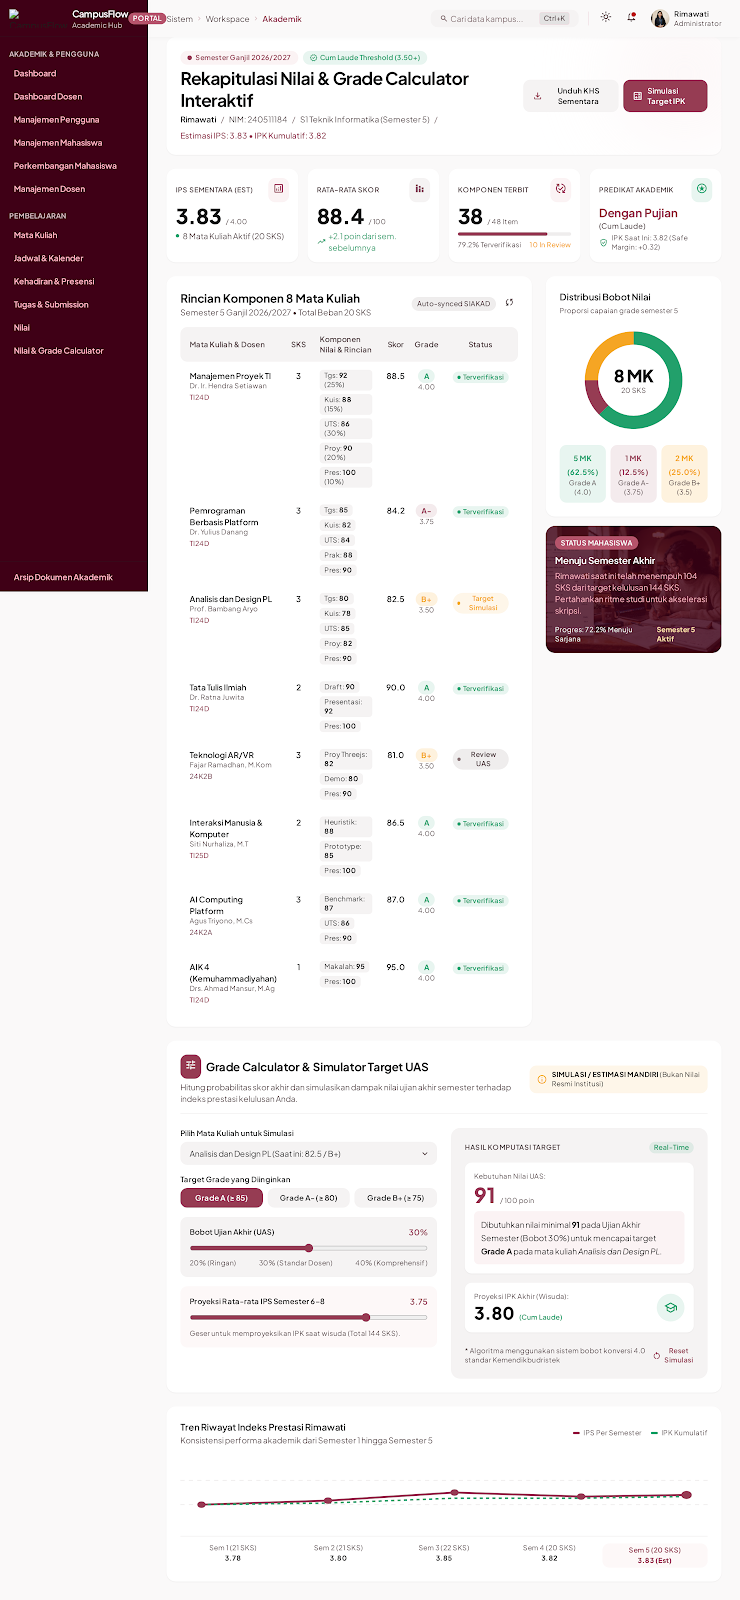 CampusFlow
Academic Hub
PORTAL
Sistem › Workspace › Akademik
Cari data kampus...
Ctrl+K
Rimawati
Administrator
AKADEMIK & PENGGUNA
Dashboard
Dashboard Dosen
Manajemen Pengguna
Manajemen Mahasiswa
Perkembangan Mahasiswa
Manajemen Dosen
PEMBELAJARAN
Mata Kuliah
Jadwal & Kalender
Kehadiran & Presensi
Tugas & Submission
Nilai
Nilai & Grade Calculator
Arsip Dokumen Akademik
Semester Ganjil 2026/2027
Cum Laude Threshold (3.50+)
Rekapitulasi Nilai & Grade Calculator
Interaktif
Rimawati / NIM: 240511184 / S1 Teknik Informatika (Semester 5) /
Estimasi IPS: 3.83 • IPK Kumulatif: 3.82
Unduh KHS
Sementara
Simulasi
Target IPK
IPS SEMENTARA (EST)
3.83 / 4.00
8 Mata Kuliah Aktif (20 SKS)
RATA-RATA SKOR
88.4 / 100
+2.1 poin dari sem.
sebelumnya
KOMPONEN TERBIT
38 / 48 Item
79.2% Terverifikasi
10 In Review
PREDIKAT AKADEMIK
Dengan Pujian
(Cum Laude)
IPK Saat Ini: 3.82 (Safe
Margin: +0.32)
Rincian Komponen 8 Mata Kuliah
Semester 5 Ganjil 2026/2027 • Total Beban 20 SKS
Auto-synced SIAKAD
Mata Kuliah & Dosen
SKS
Komponen
Nilai & Rincian
Skor
Grade
Status
Manajemen Proyek TI
Dr. Ir. Hendra Setiawan
TI24D
3
Tgs: 92
(25%)
Kuis: 88
(15%)
UTS: 86
(30%)
Proy: 90
(20%)
Pres: 100
(10%)
88.5
A
4.00
Terverifikasi
Pemrograman
Berbasis Platform
Dr. Yulius Danang
TI24D
3
Tgs: 85
Kuis: 82
UTS: 84
Prak: 88
Pres: 90
84.2
A-
3.75
Terverifikasi
Analisis dan Design PL
Prof. Bambang Aryo
TI24D
3
Tgs: 80
Kuis: 78
UTS: 85
Proy: 82
Pres: 90
82.5
B+
3.50
Target
Simulasi
Tata Tulis Ilmiah
Dr. Ratna Juwita
TI24D
2
Draft: 90
Presentasi:
92
Pres: 100
90.0
A
4.00
Terverifikasi
Teknologi AR/VR
Fajar Ramadhan, M.Kom
24K2B
3
Proy Threejs:
82
Demo: 80
Pres: 90
81.0
B+
3.50
Review
UAS
Interaksi Manusia &
Komputer
Siti Nurhaliza, M.T
TI25D
2
Heuristik:
88
Prototype:
85
Pres: 100
86.5
A
4.00
Terverifikasi
AI Computing
Platform
Agus Triyono, M.Cs
24K2A
3
Benchmark:
87
UTS: 86
Pres: 90
87.0
A
4.00
Terverifikasi
AIK 4
(Kemuhammadiyahan)
Drs. Ahmad Mansur, M.Ag
TI24D
1
Makalah: 95
Pres: 100
95.0
A
4.00
Terverifikasi
Distribusi Bobot Nilai
Proporsi capaian grade semester 5
8 MK
20 SKS
5 MK
(62.5%)
Grade A
(4.0)
1 MK
(12.5%)
Grade A-
(3.75)
2 MK
(25.0%)
Grade B+
(3.5)
STATUS MAHASISWA
Menuju Semester Akhir
Rimawati saat ini telah menempuh 104
SKS dari target kelulusan 144 SKS.
Pertahankan ritme studi untuk akselerasi
skripsi.
Progres: 72.2% Menuju
Sarjana
Semester 5
Aktif
Grade Calculator & Simulator Target UAS
Hitung probabilitas skor akhir dan simulasikan dampak nilai ujian akhir semester terhadap
indeks prestasi kelulusan Anda.
SIMULASI / ESTIMASI MANDIRI (Bukan Nilai
Resmi Institusi)
Pilih Mata Kuliah untuk Simulasi
Analisis dan Design PL (Saat ini: 82.5 / B+)
Target Grade yang Diinginkan
Grade A (≥ 85)
Grade A- (≥ 80)
Grade B+ (≥ 75)
Bobot Ujian Akhir (UAS)
30%
20% (Ringan)
30% (Standar Dosen)
40% (Komprehensif)
Proyeksi Rata-rata IPS Semester 6-8
3.75
Geser untuk memproyeksikan IPK saat wisuda (Total 144 SKS).
HASIL KOMPUTASI TARGET
Real-Time
Kebutuhan Nilai UAS:
91 / 100 poin
Dibutuhkan nilai minimal 91 pada Ujian Akhir
Semester (Bobot 30%) untuk mencapai target
Grade A pada mata kuliah Analisis dan Design PL.
Proyeksi IPK Akhir (Wisuda):
3.80 (Cum Laude)
* Algoritma menggunakan sistem bobot konversi 4.0
standar Kemendikbudristek
Reset
Simulasi
Tren Riwayat Indeks Prestasi Rimawati
Konsistensi performa akademik dari Semester 1 hingga Semester 5
IPS Per Semester
IPK Kumulatif
Sem 1 (21 SKS)
3.78
Sem 2 (21 SKS)
3.80
Sem 3 (22 SKS)
3.85
Sem 4 (20 SKS)
3.82
Sem 5 (20 SKS)
3.83 (Est)